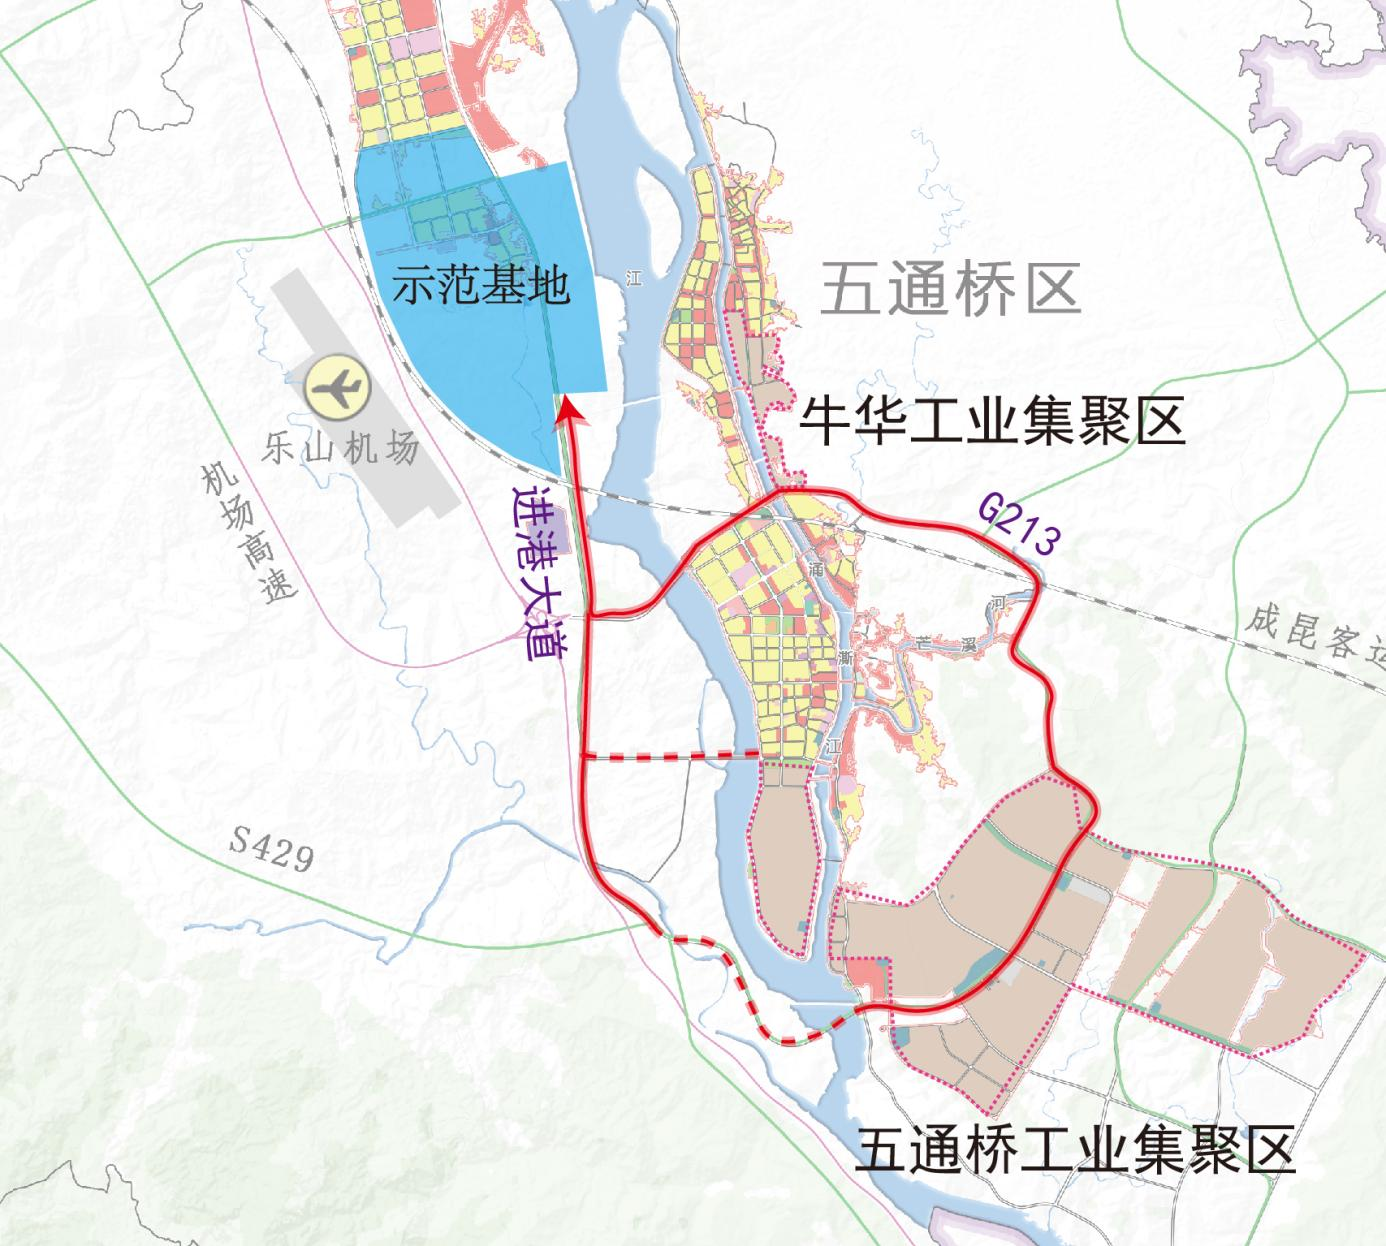 江
五通桥区
示范基地
牛华工业集聚区
乐山机场
机场高速
进港大道
G213
涌
河
溪
芒
澌
江
成昆客运
S429
五通桥工业集聚区